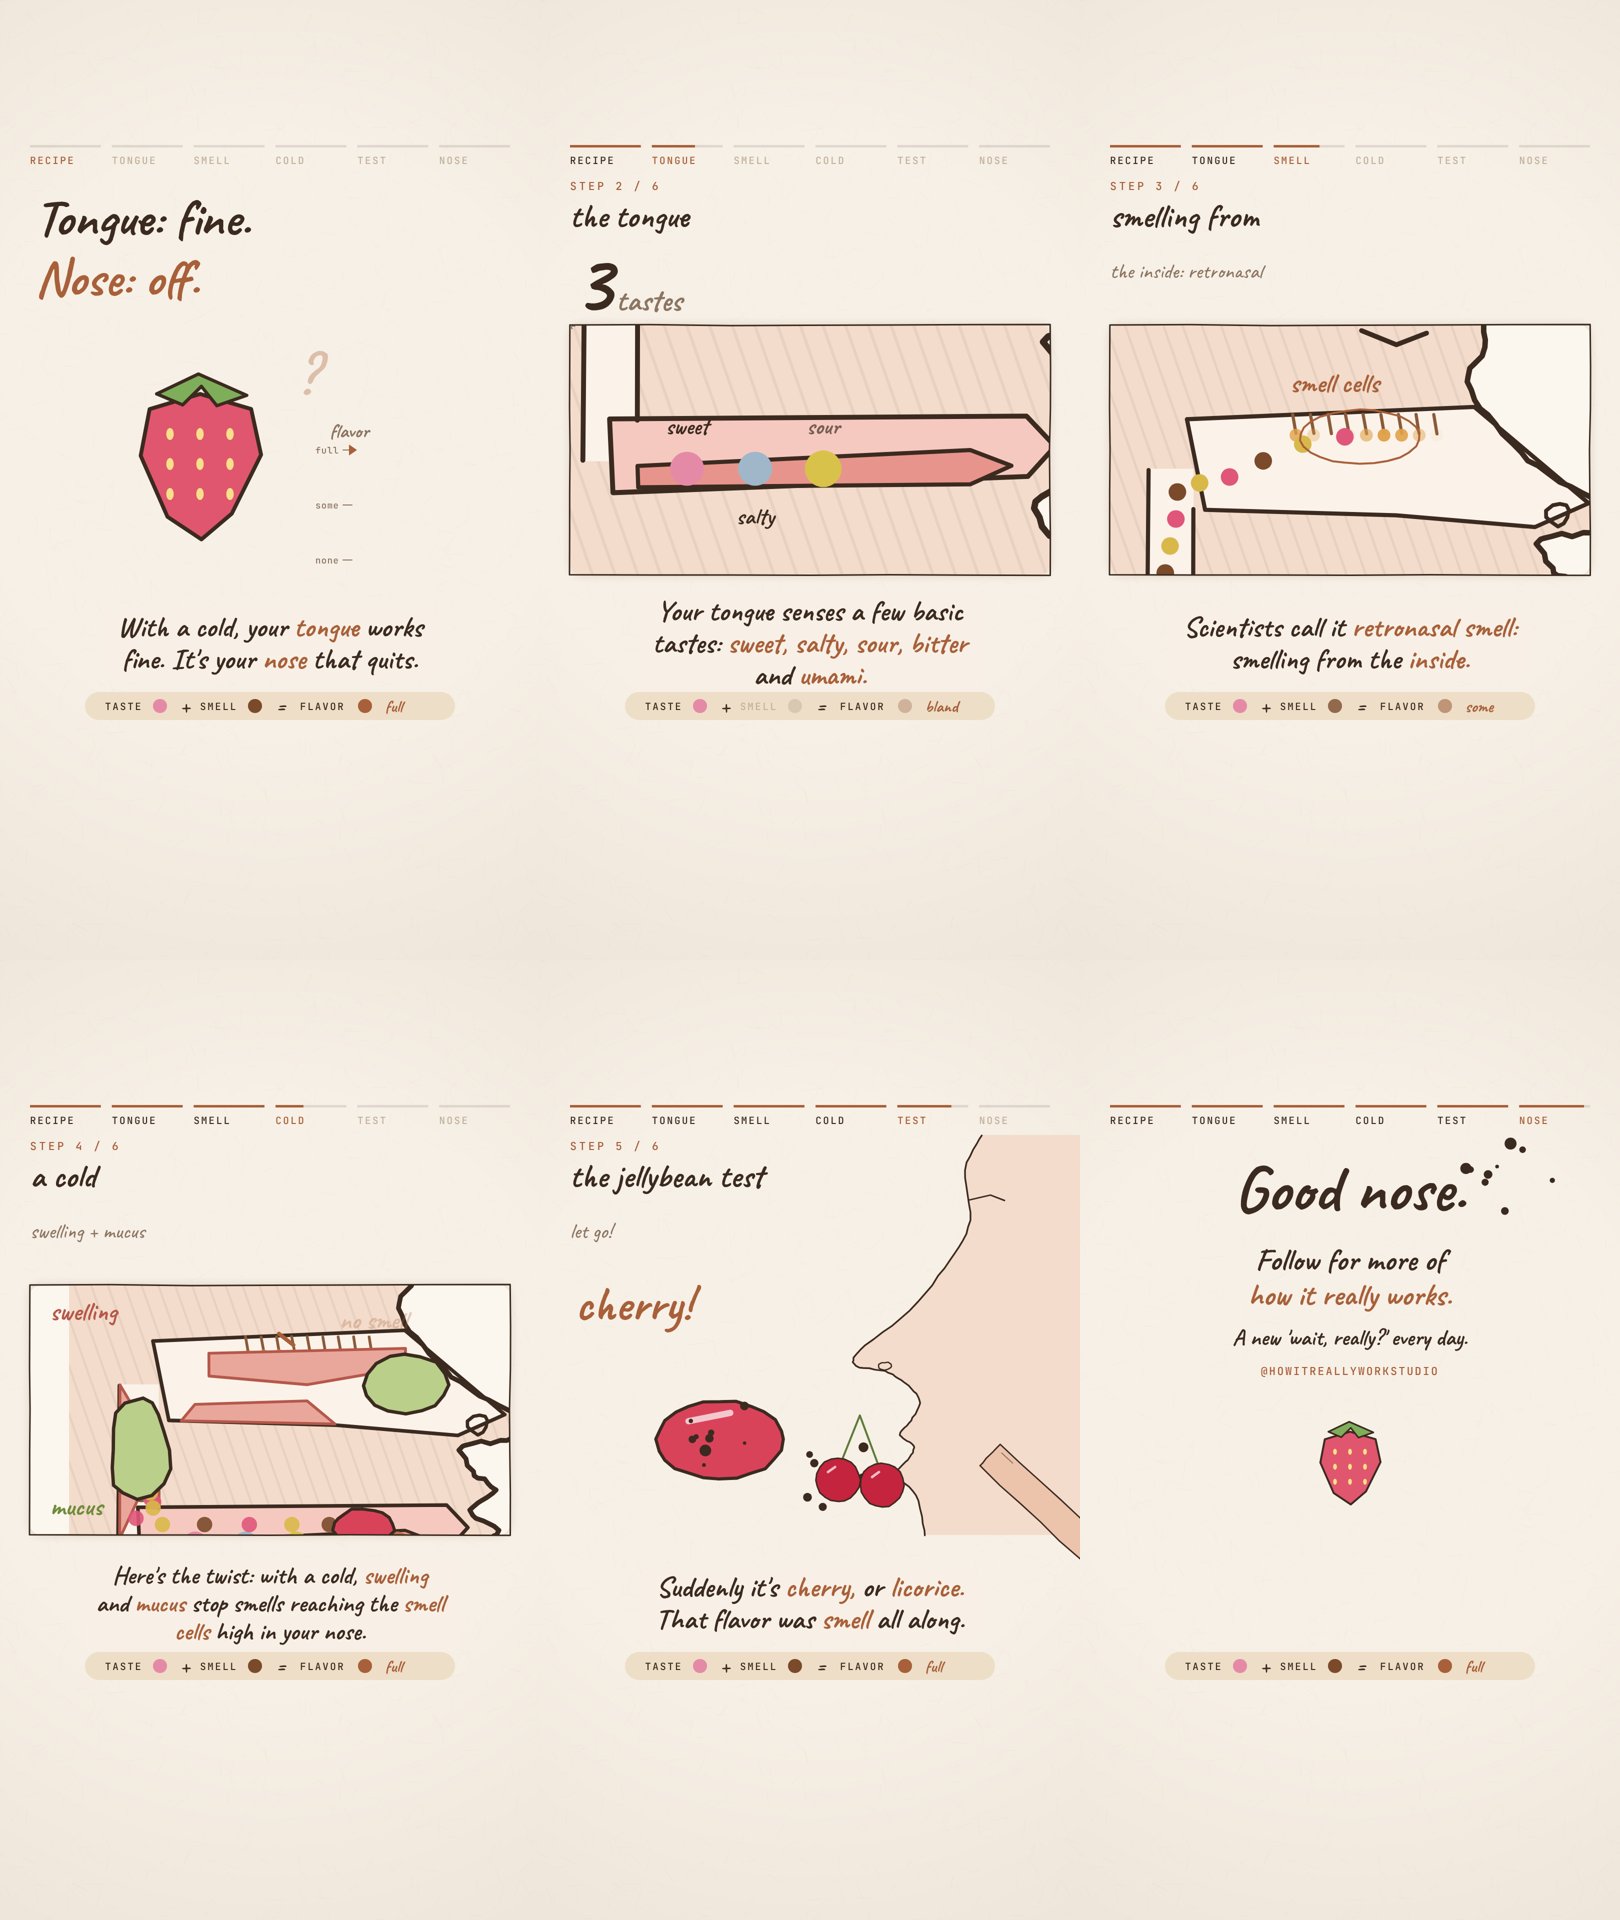 RECIPE TONGUE SMELL COLD TEST NOSE
Tongue: fine.
Nose: off.
?
flavor
full
some
none
With a cold, your tongue works
fine. It's your nose that quits.
TASTE + SMELL = FLAVOR full
RECIPE TONGUE SMELL COLD TEST NOSE
STEP 2 / 6
the tongue
3 tastes
sweet
sour
salty
Your tongue senses a few basic
tastes: sweet, salty, sour, bitter
and umami.
TASTE + SMELL = FLAVOR bland
RECIPE TONGUE SMELL COLD TEST NOSE
STEP 3 / 6
smelling from
the inside: retronasal
smell cells
Scientists call it retronasal smell:
smelling from the inside.
TASTE + SMELL = FLAVOR some
RECIPE TONGUE SMELL COLD TEST NOSE
STEP 4 / 6
a cold
swelling + mucus
swelling
no smell
mucus
Here's the twist: with a cold, swelling
and mucus stop smells reaching the smell
cells high in your nose.
TASTE + SMELL = FLAVOR full
RECIPE TONGUE SMELL COLD TEST NOSE
STEP 5 / 6
the jellybean test
let go!
cherry!
Suddenly it's cherry, or licorice.
That flavor was smell all along.
TASTE + SMELL = FLAVOR full
RECIPE TONGUE SMELL COLD TEST NOSE
Good nose.
Follow for more of
how it really works.
A new 'wait, really?' every day.
@HOWITREALLYWORKSTUDIO
TASTE + SMELL = FLAVOR full